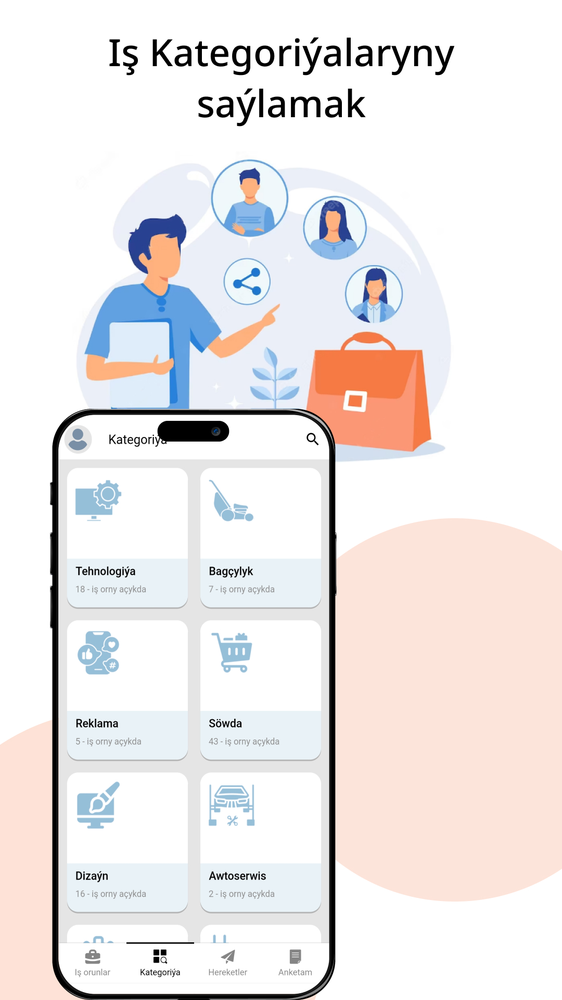 Iş Kategoriýalaryny
saýlamak
Kategoriýa
Tehnologiýa
18 - iş orny açykda
Bagçylyk
7 - iş orny açykda
Reklama
5 - iş orny açykda
Söwda
43 - iş orny açykda
Dizaýn
16 - iş orny açykda
Awtoserwis
2 - iş orny açykda
Iş orunlar
Kategoriýa
Hereketler
Anketam